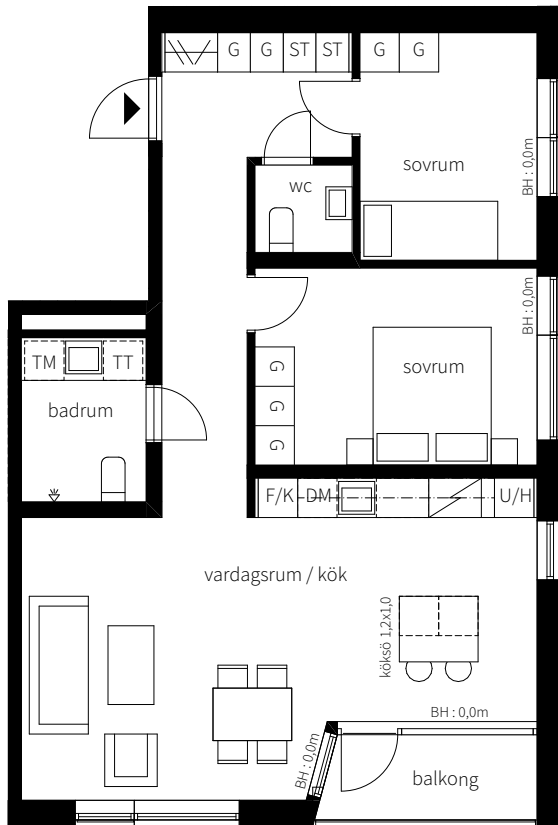 G G ST ST G G
sovrum
BH : 0,0m
wc
BH : 0,0m
sovrum
G
G
G
TM TT
badrum
F/K DM U/H
vardagsrum / kök
köksö 1,2x1,0
BH : 0,0m
BH : 0,0m
balkong